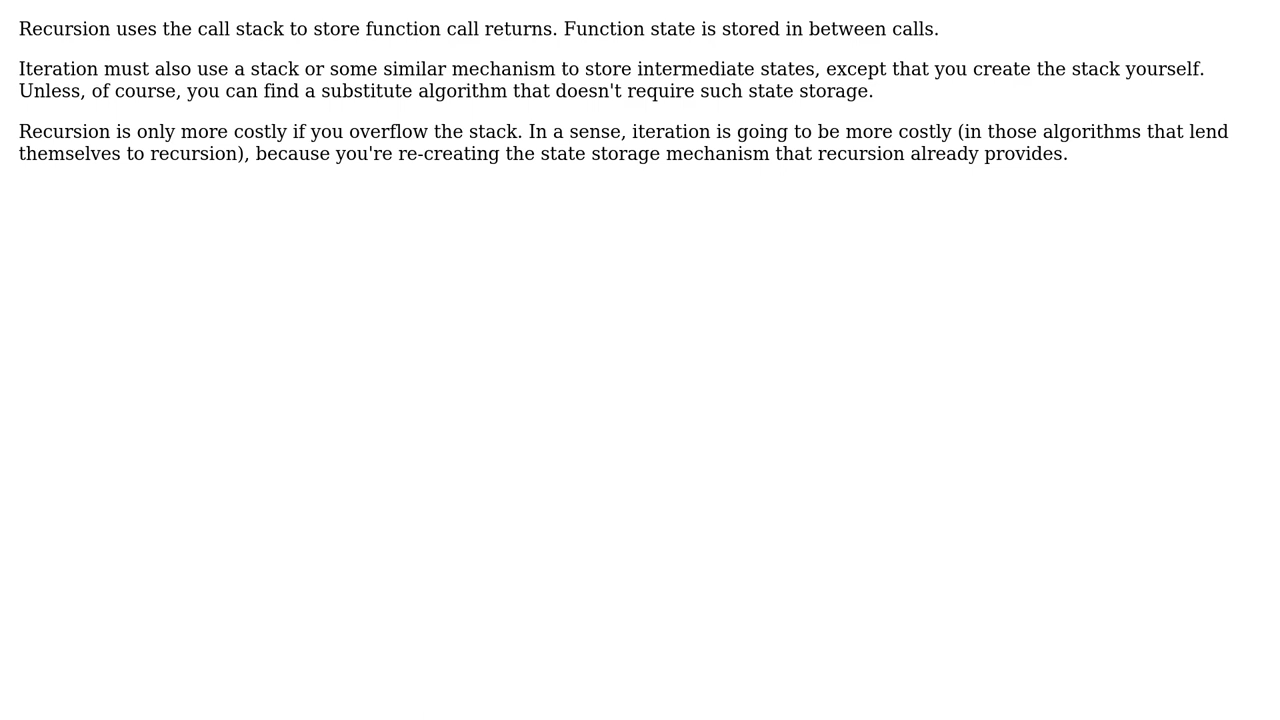 Recursion uses the call stack to store function call returns. Function state is stored in between calls.
Iteration must also use a stack or some similar mechanism to store intermediate states, except that you create the stack yourself.
Unless, of course, you can find a substitute algorithm that doesn't require such state storage.
Recursion is only more costly if you overflow the stack. In a sense, iteration is going to be more costly (in those algorithms that lend
themselves to recursion), because you're re-creating the state storage mechanism that recursion already provides.